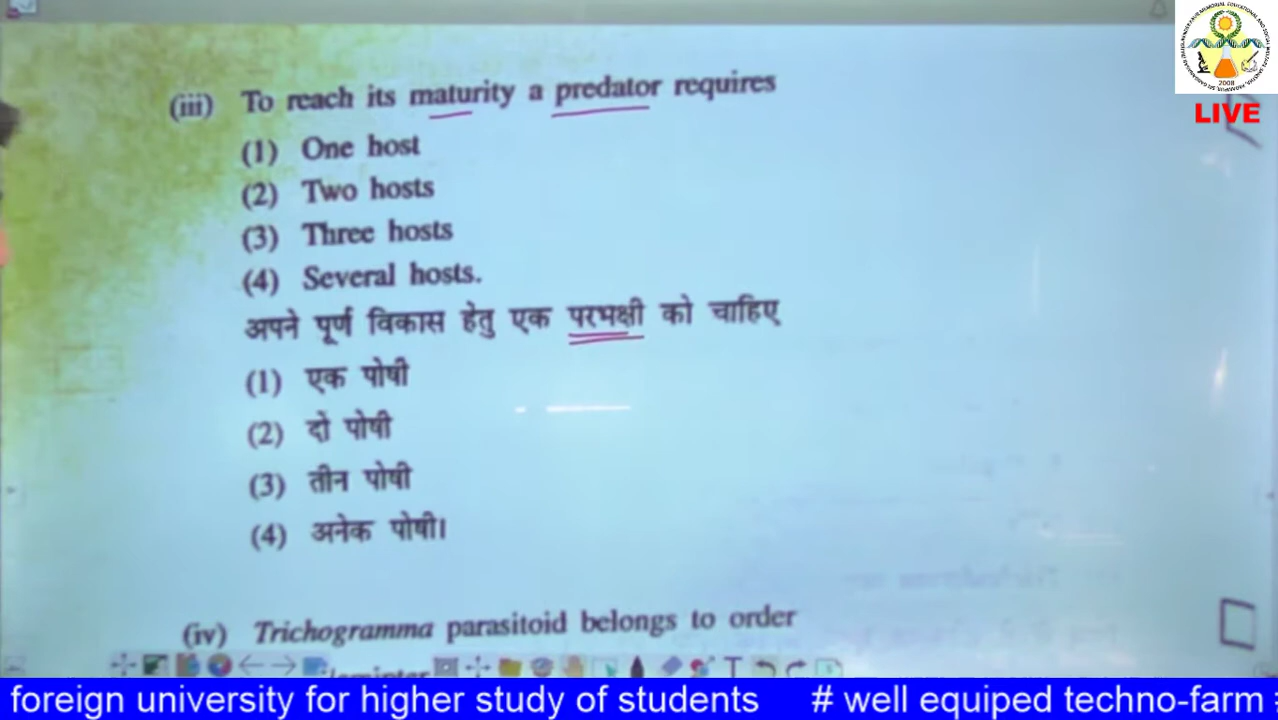 LIVE
2008
(iii) To reach its maturity a predator requires
(1) One host
(2) Two hosts
(3) Three hosts
(4) Several hosts.
अपने पूर्ण विकास हेतु एक परभक्षी को चाहिए
(1) एक पोषी
(2) दो पोषी
(3) तीन पोषी
(4) अनेक पोषी।
(iv) Trichogramma parasitoid belongs to order
foreign university for higher study of students # well equiped techno-farm